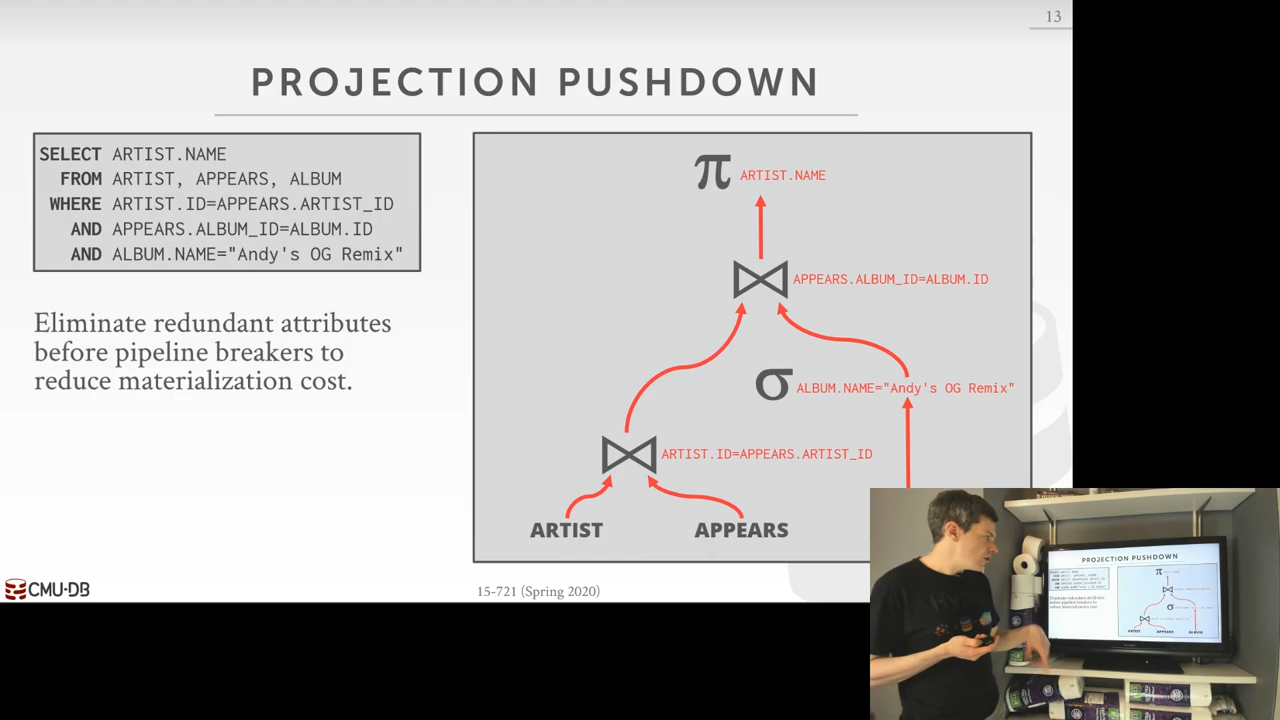 13
PROJECTION PUSHDOWN
SELECT ARTIST.NAME
FROM ARTIST, APPEARS, ALBUM
WHERE ARTIST.ID=APPEARS.ARTIST_ID
AND APPEARS.ALBUM_ID=ALBUM.ID
AND ALBUM.NAME="Andy's OG Remix"
Eliminate redundant attributes
before pipeline breakers to
reduce materialization cost.
π ARTIST.NAME
⋈ APPEARS.ALBUM_ID=ALBUM.ID
σ ALBUM.NAME="Andy's OG Remix"
⋈ ARTIST.ID=APPEARS.ARTIST_ID
ARTIST APPEARS
CMU·DB
15-721 (Spring 2020)
PROJECTION PUSHDOWN
π
σ
ARTIST APPEARS ALBUM